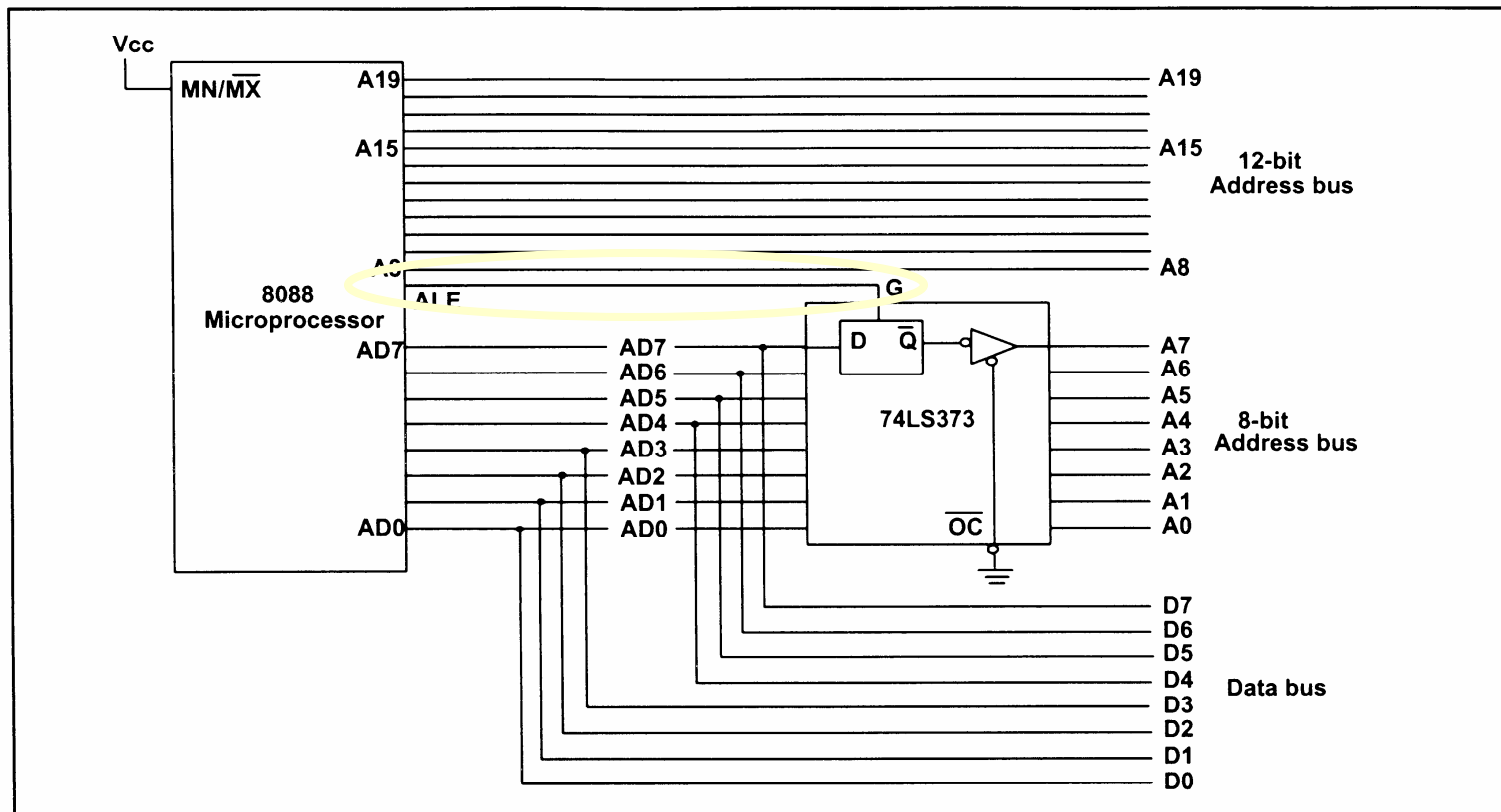 Vcc
MN/M̅X̅
A19
A19
A15
A15
12-bit
Address bus
A8
A8
ALE
G
8088
Microprocessor
AD7
AD7
D
Q̅
A7
AD6
A6
AD5
A5
AD4
74LS373
A4
8-bit
Address bus
AD3
A3
AD2
A2
AD1
A1
AD0
AD0
O̅C̅
A0
D7
D6
D5
D4
Data bus
D3
D2
D1
D0